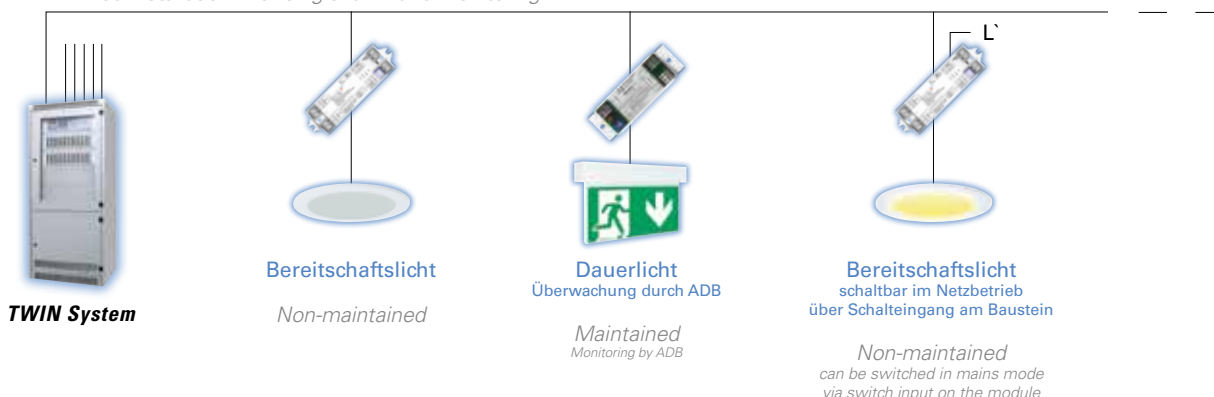 L`
TWIN System
Bereitschaftslicht
Non-maintained
Dauerlicht
Überwachung durch ADB
Maintained
Monitoring by ADB
Bereitschaftslicht
schaltbar im Netzbetrieb
über Schalteingang am Baustein
Non-maintained
can be switched in mains mode
via switch input on the module